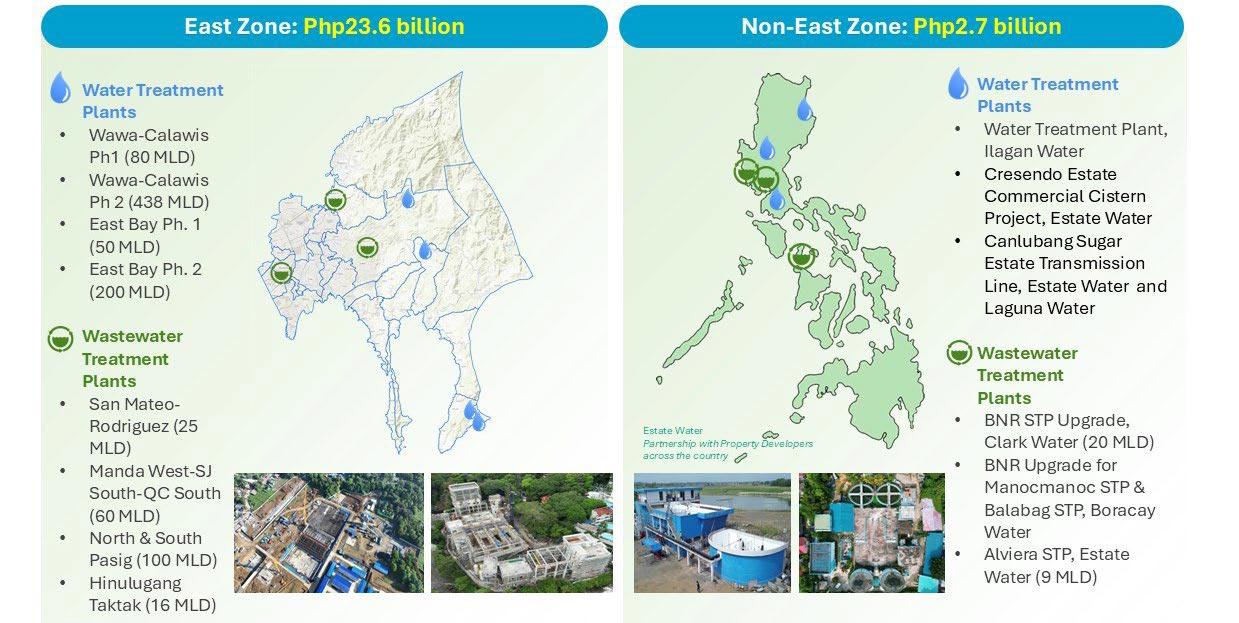 East Zone: Php23.6 billion
Water Treatment
Plants
• Wawa-Calawis
Ph1 (80 MLD)
• Wawa-Calawis
Ph 2 (438 MLD)
• East Bay Ph. 1
(50 MLD)
• East Bay Ph. 2
(200 MLD)
Wastewater
Treatment
Plants
• San Mateo-
Rodriguez (25
MLD)
• Manda West-SJ
South-QC South
(60 MLD)
• North & South
Pasig (100 MLD)
• Hinulugang
Taktak (16 MLD)
Non-East Zone: Php2.7 billion
Estate Water
Partnership with Property Developers
across the country
Water Treatment
Plants
• Water Treatment Plant,
Ilagan Water
• Cresendo Estate
Commercial Cistern
Project, Estate Water
• Canlubang Sugar
Estate Transmission
Line, Estate Water and
Laguna Water
Wastewater
Treatment
Plants
• BNR STP Upgrade,
Clark Water (20 MLD)
• BNR Upgrade for
Manocmanoc STP &
Balabag STP, Boracay
Water
• Alviera STP, Estate
Water (9 MLD)